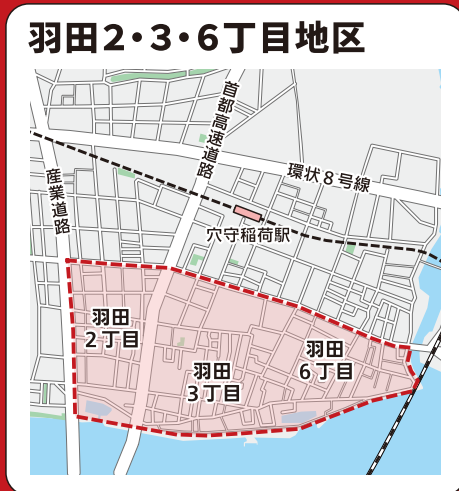 羽田2・3・6丁目地区
首都高速道路
環状8号線
産業道路
穴守稲荷駅
羽田
2丁目
羽田
3丁目
羽田
6丁目